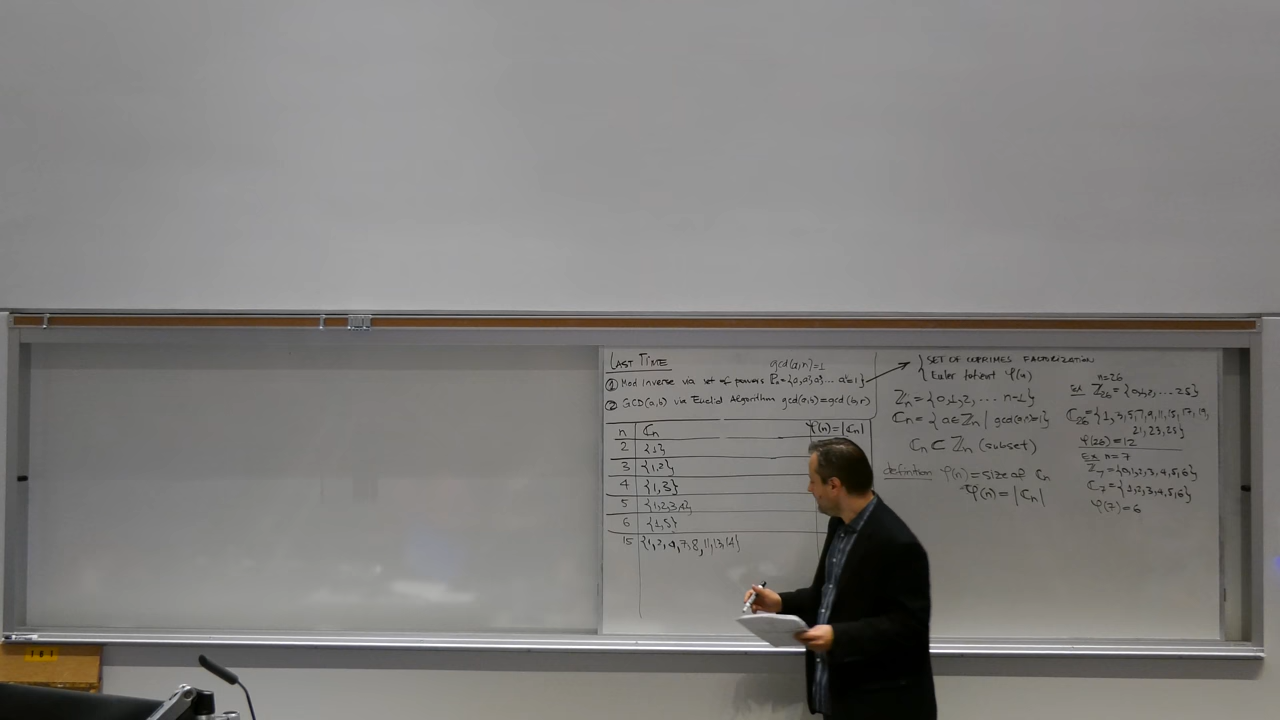 LAST TIME
gcd(a,n)=1
① Mod inverse via set of powers Pₐ={a,a²,a³,... aᵏ=1}
② GCD(a,b) via Euclid Algorithm gcd(a,b)=gcd(b,r)
n Cₙ φ(n)=|Cₙ|
2 {1}
3 {1,2}
4 {1,3}
5 {1,2,3,4}
6 {1,5}
15 {1,2,4,7,8,11,13,14}
SET OF COPRIMES FACTORIZATION
Euler totient φ(n)
ℤₙ={0,1,2,... n-1}
ℂₙ={a∈ℤₙ | gcd(a,n)=1}
ℂₙ⊂ℤₙ (subset)
definition φ(n)=size of ℂₙ
φ(n)=|ℂₙ|
n=26
Ex ℤ₂₆={0,1,2,... 25}
ℂ₂₆={1,3,5,7,9,11,15,17,19,
21,23,25}
φ(26)=12
Ex n=7
ℤ₇={0,1,2,3,4,5,6}
ℂ₇={1,2,3,4,5,6}
φ(7)=6